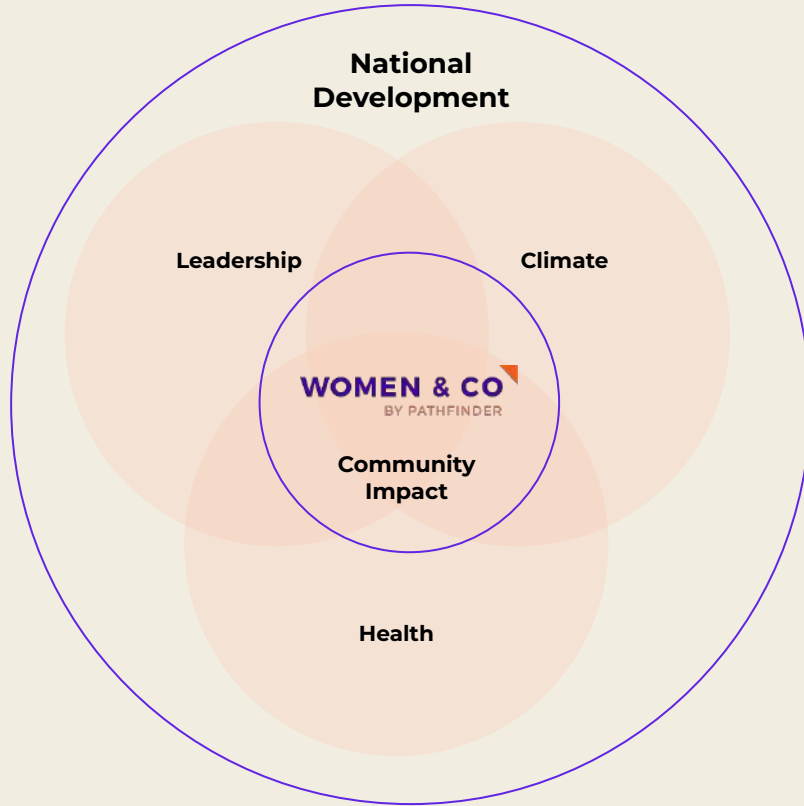 National
Development
Leadership
Climate
WOMEN & CO
BY PATHFINDER
Community
Impact
Health